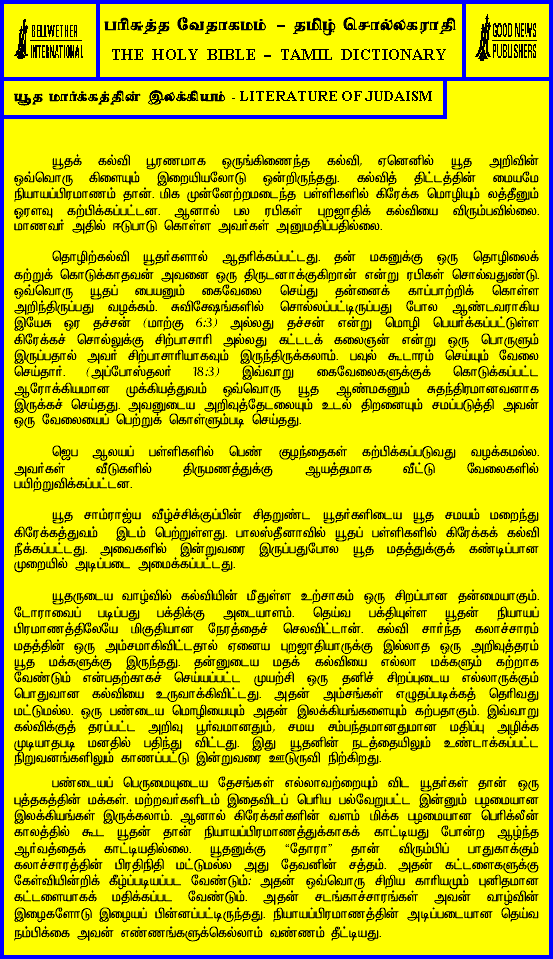 BELLWETHER
INTERNATIONAL
பரிசுத்த வேதாகமம் – தமிழ் சொல்லகராதி
THE HOLY BIBLE – TAMIL DICTIONARY
GOOD NEWS
PUBLISHERS
யூத மார்க்கத்தின் இலக்கியம் - LITERATURE OF JUDAISM
யூதக் கல்வி பூரணமாக ஒருங்கிணைந்த கல்வி, ஏனெனில் யூத அறிவின்
ஒவ்வொரு கிளையும் இறையியலோடு ஒன்றிருந்தது. கல்வித் திட்டத்தின் மையமே
நியாயப்பிரமாணம் தான். மிக முன்னேற்றமடைந்த பள்ளிகளில் கிரேக்க மொழியும் லத்தீனும்
ஓரளவு கற்பிக்கப்பட்டன. ஆனால் பல ரபிகள் புறஜாதிக் கல்வியை விரும்பவில்லை.
மாணவர் அதில் ஈடுபாடு கொள்ள அவர்கள் அனுமதிப்பதில்லை.
தொழிற்கல்வி யூதர்களால் ஆதரிக்கப்பட்டது. தன் மகனுக்கு ஒரு தொழிலைக்
கற்றுக் கொடுக்காதவன் அவனை ஒரு திருடனாக்குகிறான் என்று ரபிகள் சொல்வதுண்டு.
ஒவ்வொரு யூதப் பையனும் கைவேலை செய்து தன்னைக் காப்பாற்றிக் கொள்ள
அறிந்திருப்பது வழக்கம். சுவிக்ஷேங்களில் சொல்லப்பட்டிருப்பது போல ஆண்டவராகிய
இயேசு ஒர தச்சன் (மாற்கு 6:3) அல்லது தச்சன் என்று மொழி பெயர்க்கப்பட்டுள்ள
கிரேக்கச் சொல்லுக்கு சிற்பாசாரி அல்லது கட்டடக் கலைஞன் என்று ஒரு பொருளும்
இருப்பதால் அவர் சிற்பாசாரியாகவும் இருந்திருக்கலாம். பவுல் கூடாரம் செய்யும் வேலை
செய்தார். (அப்போஸ்தலர் 18:3) இவ்வாறு கைவேலைகளுக்குக் கொடுக்கப்பட்ட
ஆரோக்கியமான முக்கியத்துவம் ஒவ்வொரு யூத ஆண்மகனும் சுதந்திரமானவனாக
இருக்கச் செய்தது. அவனுடைய அறிவுத்தேடலையும் உடல் திறனையும் சமப்படுத்தி அவன்
ஒரு வேலையைப் பெற்றுக் கொள்ளும்படி செய்தது.
ஜெப ஆலயப் பள்ளிகளில் பெண் குழந்தைகள் கற்பிக்கப்படுவது வழக்கமல்ல.
அவர்கள் வீடுகளில் திருமணத்துக்கு ஆயத்தமாக வீட்டு வேலைகளில்
பயிற்றுவிக்கப்பட்டன.
யூத சாம்ராஜ்ய வீழ்ச்சிக்குப்பின் சிதறுண்ட யூதர்களிடைய யூத சமயம் மறைந்து
கிரேக்கத்துவம் இடம் பெற்றுள்ளது. பாலஸ்தீனாவில் யூதப் பள்ளிகளில் கிரேக்கக் கல்வி
நீக்கப்பட்டது. அவைகளில் இன்றுவரை இருப்பதுபோல யூத மதத்துக்குக் கண்டிப்பான
முறையில் அடிப்படை அமைக்கப்பட்டது.
யூதருடைய வாழ்வில் கல்வியின் மீதுள்ள உற்சாகம் ஒரு சிறப்பான தன்மையாகும்.
டோராவைப் படிப்பது பக்திக்கு அடையாளம். தெய்வ பக்தியுள்ள யூதன் நியாயப்
பிரமாணத்திலேயே மிகுதியான நேரத்தைச் செலவிட்டான். கல்வி சார்ந்த கலாச்சாரம்
மதத்தின் ஒரு அம்சமாகிவிட்டதால் ஏனைய புறஜாதியாருக்கு இல்லாத ஒரு அறிவுத்தரம்
யூத மக்களுக்கு இருந்தது. தன்னுடைய மதக் கல்வியை எல்லா மக்களும் கற்றாக
வேண்டும் என்பதற்காகச் செய்யப்பட்ட முயற்சி ஒரு தனிச் சிறப்புடைய எல்லாருக்கும்
பொதுவான கல்வியை உருவாக்கிவிட்டது. அதன் அம்சங்கள் எழுதப்படிக்கத் தெரிவது
மட்டுமல்ல. ஒரு பண்டைய மொழியையும் அதன் இலக்கியங்களையும் கற்பதாகும். இவ்வாறு
கல்விக்குத் தரப்பட்ட அறிவு பூர்வமானதும், சமய சம்பந்தமானதுமான மதிப்பு அழிக்க
முடியாதபடி மனதில் பதிந்து விட்டது. இது யூதனின் நடத்தையிலும் உண்டாக்கப்பட்ட
நிறுவனங்களிலும் காணப்பட்டு இன்றுவரை ஊடுருவி நிற்கிறது.
பண்டையப் பெருமையுடைய தேசங்கள் எல்லாவற்றையும் விட யூதர்கள் தான் ஒரு
புத்தகத்தின் மக்கள். மற்றவர்களிடம் இதைவிடப் பெரிய பல்வேறுபட்ட இன்னும் பழமையான
இலக்கியங்கள் இருக்கலாம். ஆனால் கிரேக்கர்களின் வளம் மிக்க பழமையான பெரிக்லீன்
காலத்தில் கூட யூதன் தான் நியாயப்பிரமாணத்துக்காகக் காட்டியது போன்ற ஆழ்ந்த
ஆர்வத்தைக் காட்டியதில்லை. யூதனுக்கு “தோரா” தான் விரும்பிப் பாதுகாக்கும்
கலாச்சாரத்தின் பிரதிநிதி மட்டுமல்ல அது தேவனின் சத்தம். அதன் கட்டளைகளுக்கு
கேள்வியின்றிக் கீழ்ப்படியப்பட வேண்டும்: அதன் ஒவ்வொரு சிறிய காரியமும் புனிதமான
கட்டளையாகக் மதிக்கப்பட வேண்டும். அதன் சடங்காச்சாரங்கள் அவன் வாழ்வின்
இழைகளோடு இழையப் பின்னப்பட்டிருந்தது. நியாயப்பிரமாணத்தின் அடிப்படையான தெய்வ
நம்பிக்கை அவன் எண்ணங்களுக்கெல்லாம் வண்ணம் தீட்டியது.